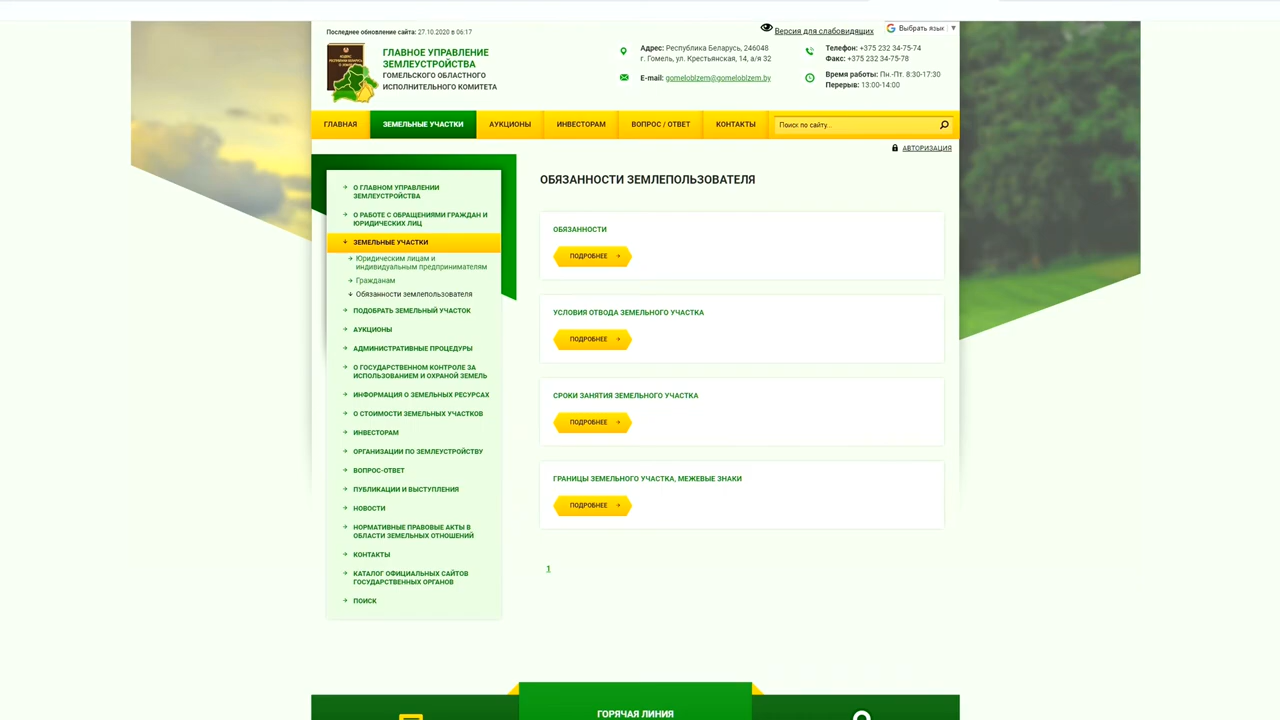 Последнее обновление сайта: 27.10.2020 в 06:17
Версия для слабовидящих
Выбрать язык ▼
ГЛАВНОЕ УПРАВЛЕНИЕ
ЗЕМЛЕУСТРОЙСТВА
ГОМЕЛЬСКОГО ОБЛАСТНОГО
ИСПОЛНИТЕЛЬНОГО КОМИТЕТА
Адрес: Республика Беларусь, 246048
г. Гомель, ул. Крестьянская, 14, а/я 32
E-mail: gomeloblzem@gomeloblzem.by
Телефон: +375 232 34-75-74
Факс: +375 232 34-75-78
Время работы: Пн.-Пт. 8:30-17:30
Перерыв: 13:00-14:00
ГЛАВНАЯ
ЗЕМЕЛЬНЫЕ УЧАСТКИ
АУКЦИОНЫ
ИНВЕСТОРАМ
ВОПРОС / ОТВЕТ
КОНТАКТЫ
Поиск по сайту...
АВТОРИЗАЦИЯ
О ГЛАВНОМ УПРАВЛЕНИИ
ЗЕМЛЕУСТРОЙСТВА
О РАБОТЕ С ОБРАЩЕНИЯМИ ГРАЖДАН И
ЮРИДИЧЕСКИХ ЛИЦ
ЗЕМЕЛЬНЫЕ УЧАСТКИ
Юридическим лицам и
индивидуальным предпринимателям
Гражданам
Обязанности землепользователя
ПОДОБРАТЬ ЗЕМЕЛЬНЫЙ УЧАСТОК
АУКЦИОНЫ
АДМИНИСТРАТИВНЫЕ ПРОЦЕДУРЫ
О ГОСУДАРСТВЕННОМ КОНТРОЛЕ ЗА
ИСПОЛЬЗОВАНИЕМ И ОХРАНОЙ ЗЕМЕЛЬ
ИНФОРМАЦИЯ О ЗЕМЕЛЬНЫХ РЕСУРСАХ
О СТОИМОСТИ ЗЕМЕЛЬНЫХ УЧАСТКОВ
ИНВЕСТОРАМ
ОРГАНИЗАЦИИ ПО ЗЕМЛЕУСТРОЙСТВУ
ВОПРОС-ОТВЕТ
ПУБЛИКАЦИИ И ВЫСТУПЛЕНИЯ
НОВОСТИ
НОРМАТИВНЫЕ ПРАВОВЫЕ АКТЫ В
ОБЛАСТИ ЗЕМЕЛЬНЫХ ОТНОШЕНИЙ
КОНТАКТЫ
КАТАЛОГ ОФИЦИАЛЬНЫХ САЙТОВ
ГОСУДАРСТВЕННЫХ ОРГАНОВ
ПОИСК
ОБЯЗАННОСТИ ЗЕМЛЕПОЛЬЗОВАТЕЛЯ
ОБЯЗАННОСТИ
ПОДРОБНЕЕ
УСЛОВИЯ ОТВОДА ЗЕМЕЛЬНОГО УЧАСТКА
ПОДРОБНЕЕ
СРОКИ ЗАНЯТИЯ ЗЕМЕЛЬНОГО УЧАСТКА
ПОДРОБНЕЕ
ГРАНИЦЫ ЗЕМЕЛЬНОГО УЧАСТКА, МЕЖЕВЫЕ ЗНАКИ
ПОДРОБНЕЕ
1
ГОРЯЧАЯ ЛИНИЯ